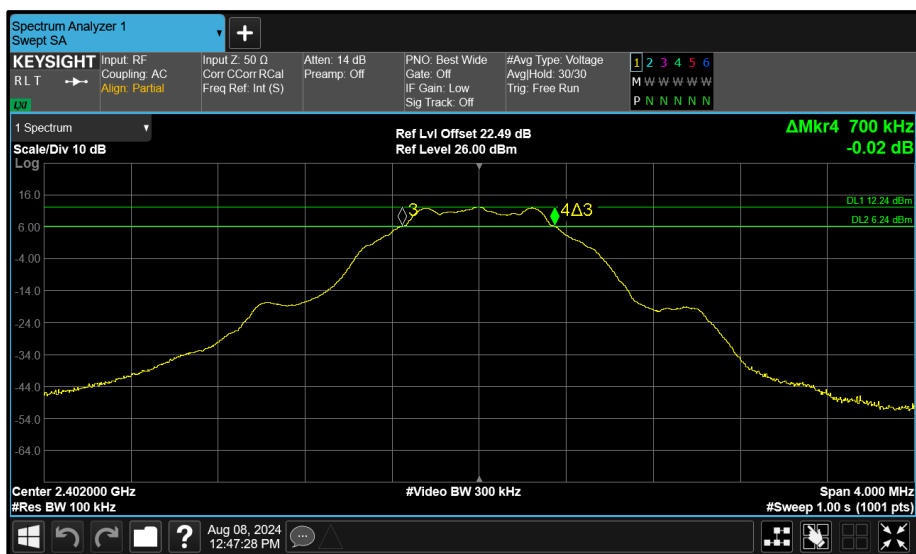 Spectrum Analyzer 1
Swept SA
+
KEYSIGHT
R L T
LXI
Input: RF
Coupling: AC
Align: Partial
Input Z: 50 Ω
Corr CCorr RCal
Freq Ref: Int (S)
Atten: 14 dB
Preamp: Off
PNO: Best Wide
Gate: Off
IF Gain: Low
Sig Track: Off
#Avg Type: Voltage
Avg|Hold: 30/30
Trig: Free Run
1 2 3 4 5 6
M W W W W W
P N N N N N
1 Spectrum
Scale/Div 10 dB
Log
Ref Lvl Offset 22.49 dB
Ref Level 26.00 dBm
ΔMkr4 700 kHz
-0.02 dB
16.0
6.00
-4.00
-14.0
-24.0
-34.0
-44.0
-54.0
-64.0
3
4Δ3
DL1 12.24 dBm
DL2 6.24 dBm
Center 2.402000 GHz
#Res BW 100 kHz
#Video BW 300 kHz
Span 4.000 MHz
#Sweep 1.00 s (1001 pts)
?
Aug 08, 2024
12:47:28 PM